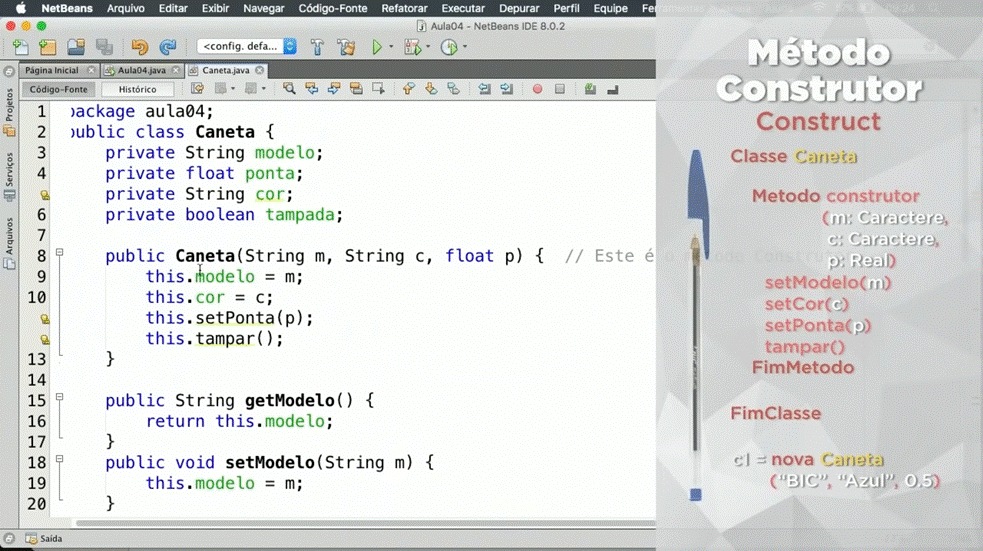 NetBeans Arquivo Editar Exibir Navegar Código-Fonte Refatorar Executar Depurar Perfil Equipe
Aula04 - NetBeans IDE 8.0.2
<config. defa...
Página Inicial Aula04.java Caneta.java
Código-Fonte Histórico
Projetos
Serviços
Arquivos
1 package aula04;
2 public class Caneta {
3 private String modelo;
4 private float ponta;
private String cor;
6 private boolean tampada;
7
8 public Caneta(String m, String c, float p) { // Este é o método Constru
9 this.modelo = m;
10 this.cor = c;
this.setPonta(p);
this.tampar();
13 }
14
15 public String getModelo() {
16 return this.modelo;
17 }
18 public void setModelo(String m) {
19 this.modelo = m;
20 }
Saída
Método
Construtor
Construct
Classe Caneta
Metodo construtor
(m: Caractere,
c: Caractere,
p: Real)
setModelo(m)
setCor(c)
setPonta(p)
tampar()
FimMetodo
FimClasse
c1 = nova Caneta
("BIC", "Azul", 0.5)